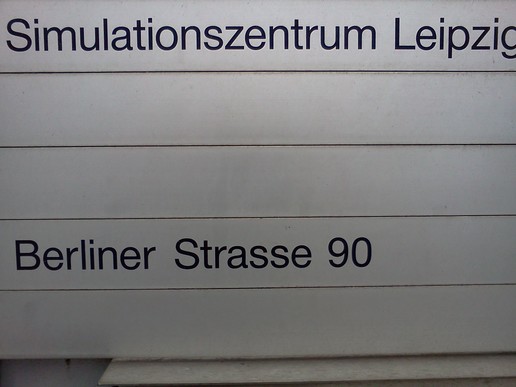 Simulationszentrum Leipzig
Berliner Strasse 90